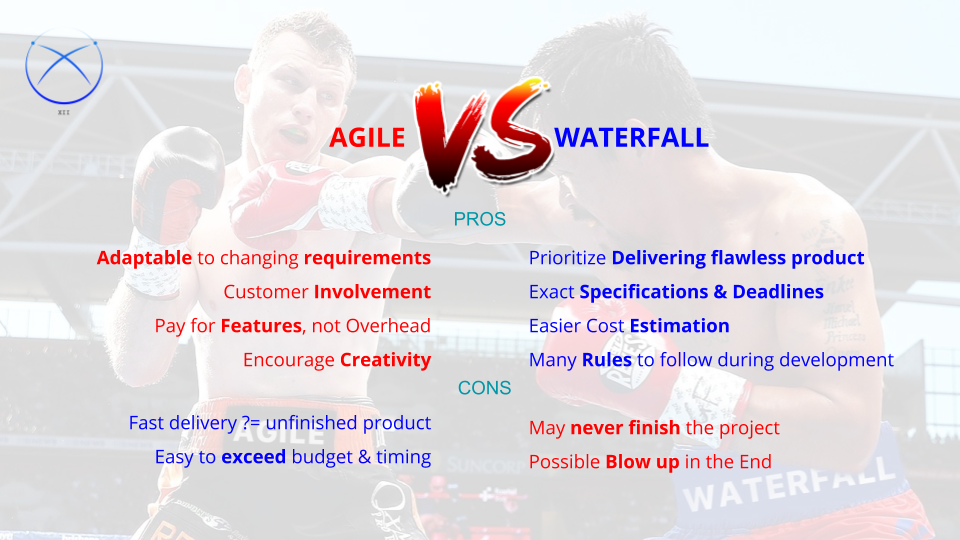 XII
AGILE VS WATERFALL
PROS
Adaptable to changing requirements
Customer Involvement
Pay for Features, not Overhead
Encourage Creativity
Prioritize Delivering flawless product
Exact Specifications & Deadlines
Easier Cost Estimation
Many Rules to follow during development
CONS
Fast delivery ?= unfinished product
Easy to exceed budget & timing
May never finish the project
Possible Blow up in the End
AGILE
WATERFALL
SUNCORP